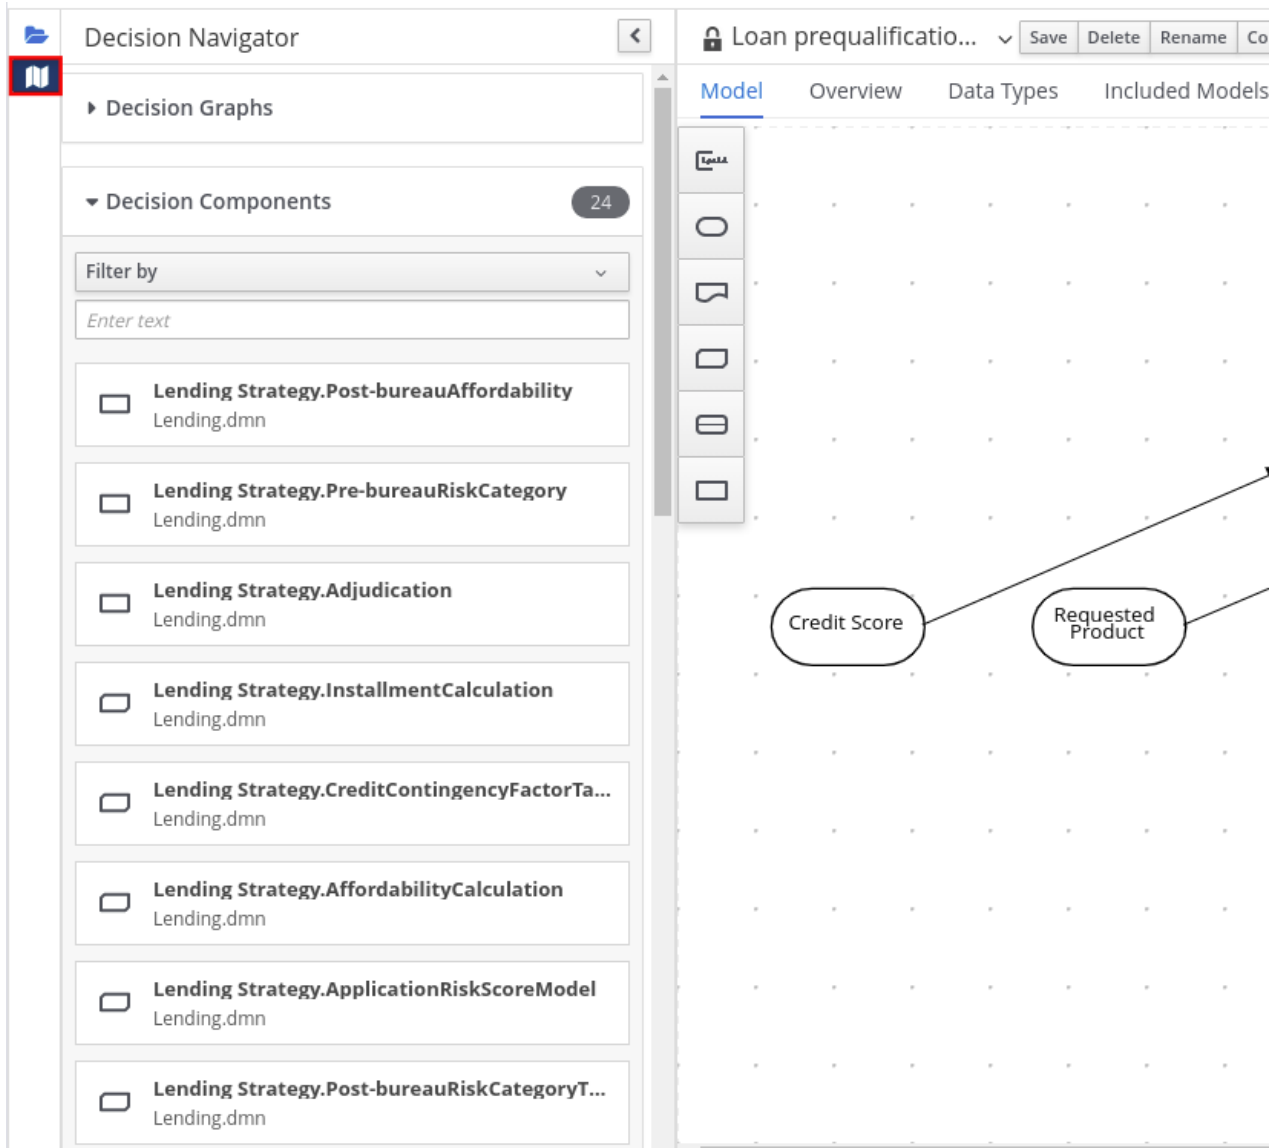 Decision Navigator
Loan prequalificatio...
Save
Delete
Rename
Co
Model
Overview
Data Types
Included Models
Decision Graphs
Decision Components
24
Filter by
Enter text
Lending Strategy.Post-bureauAffordability
Lending.dmn
Lending Strategy.Pre-bureauRiskCategory
Lending.dmn
Lending Strategy.Adjudication
Lending.dmn
Lending Strategy.InstallmentCalculation
Lending.dmn
Lending Strategy.CreditContingencyFactorTa...
Lending.dmn
Lending Strategy.AffordabilityCalculation
Lending.dmn
Lending Strategy.ApplicationRiskScoreModel
Lending.dmn
Lending Strategy.Post-bureauRiskCategoryT...
Lending.dmn
Credit Score
Requested
Product